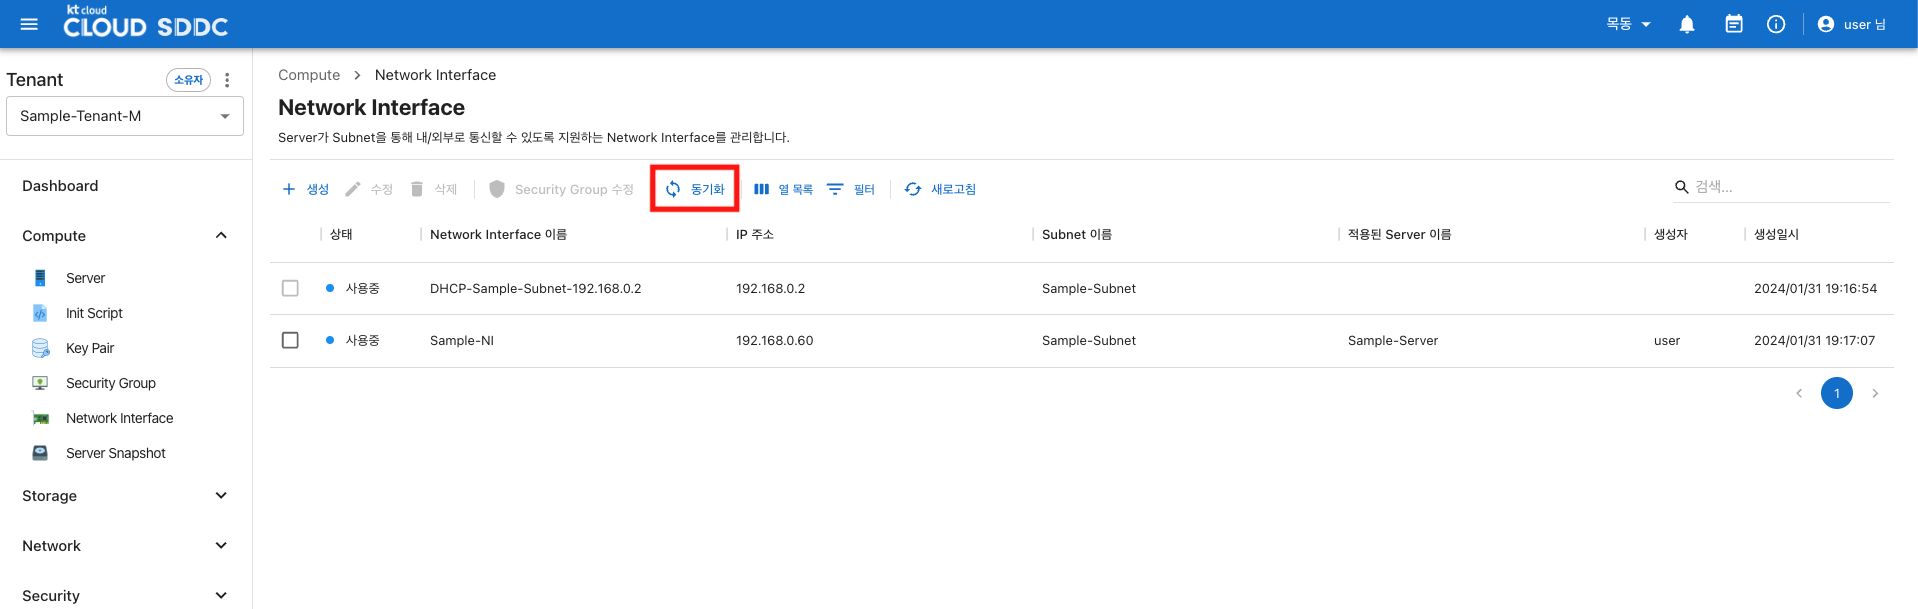 kt cloud
CLOUD SDDC
목동
user 님
Tenant
소유자
Sample-Tenant-M
Dashboard
Compute
Server
Init Script
Key Pair
Security Group
Network Interface
Server Snapshot
Storage
Network
Security
Compute > Network Interface
Network Interface
Server가 Subnet을 통해 내/외부로 통신할 수 있도록 지원하는 Network Interface를 관리합니다.
+ 생성 수정 삭제 Security Group 수정 동기화 열 목록 필터 새로고침 검색...
상태 Network Interface 이름 IP 주소 Subnet 이름 적용된 Server 이름 생성자 생성일시
사용중 DHCP-Sample-Subnet-192.168.0.2 192.168.0.2 Sample-Subnet 2024/01/31 19:16:54
사용중 Sample-NI 192.168.0.60 Sample-Subnet Sample-Server user 2024/01/31 19:17:07
< 1 >